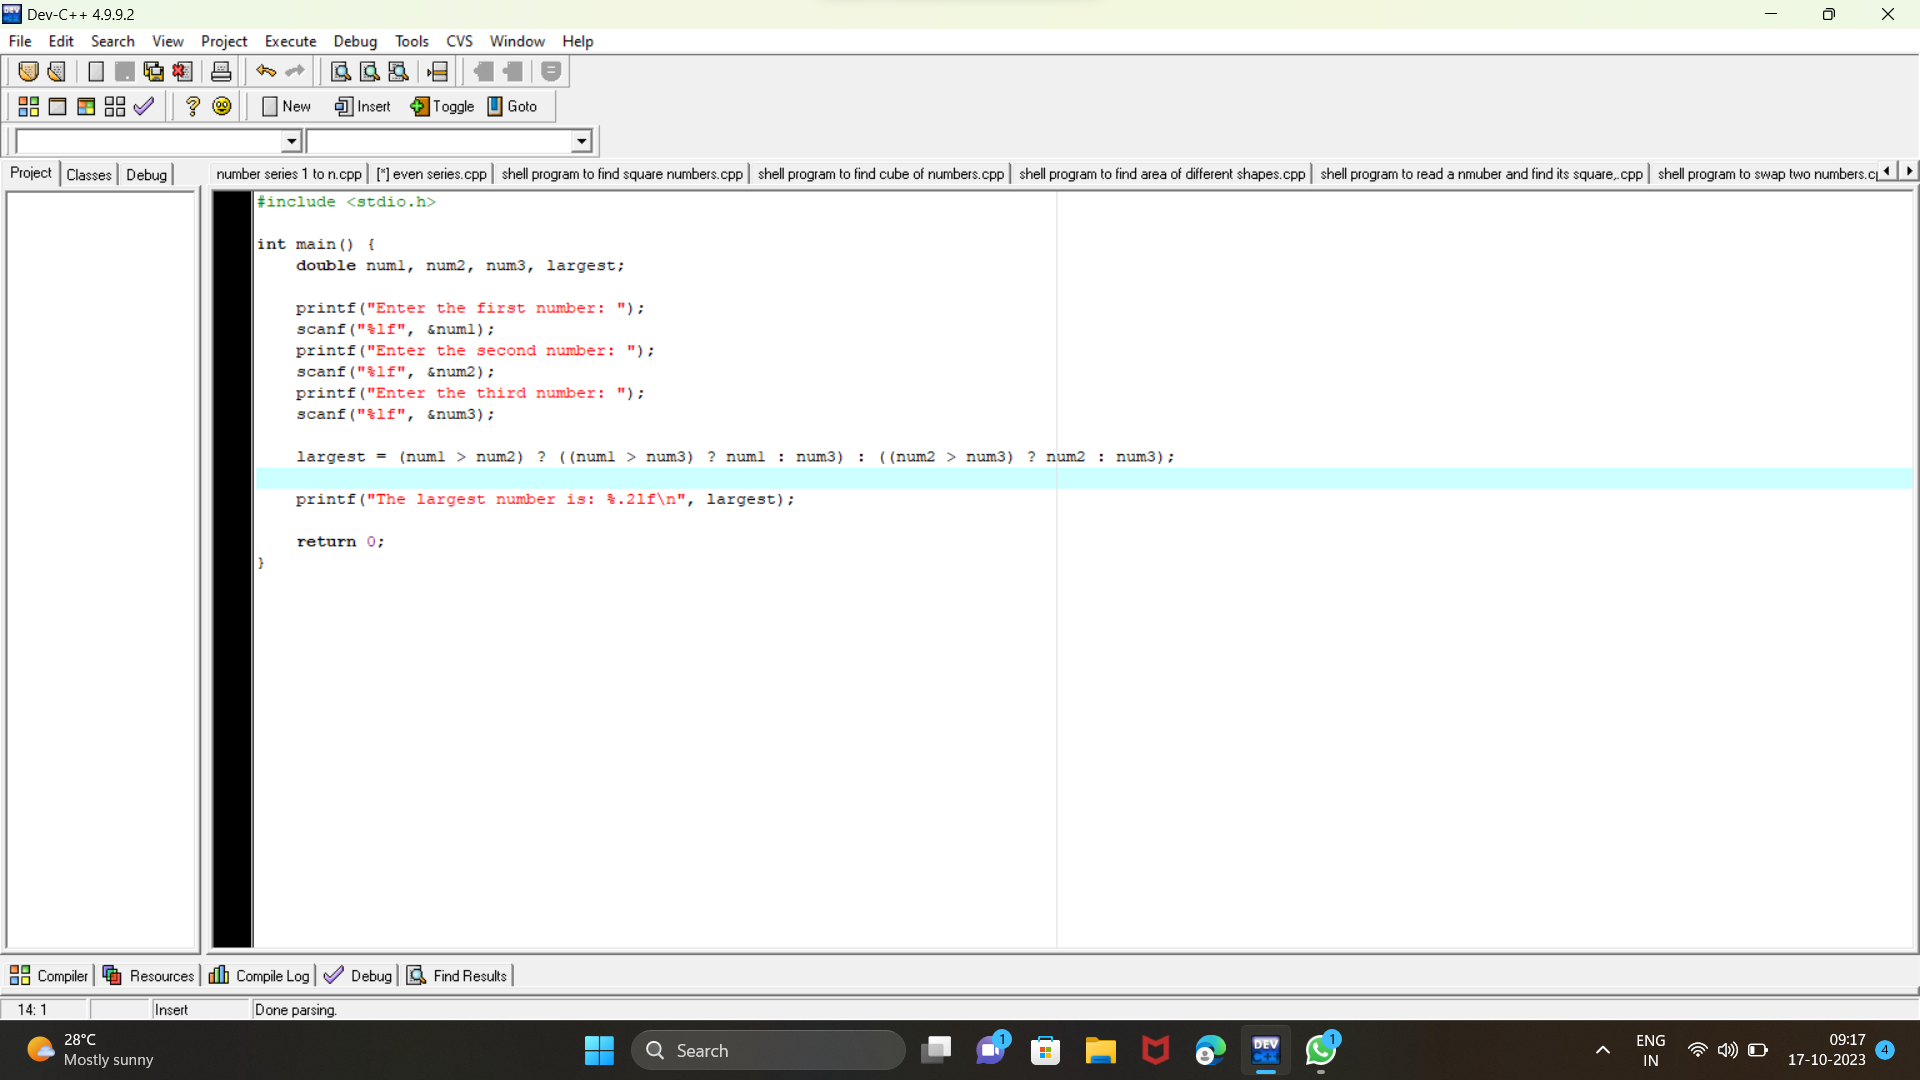 Dev-C++ 4.9.9.2
File Edit Search View Project Execute Debug Tools CVS Window Help
New Insert Toggle Goto
Project Classes Debug
number series 1 to n.cpp [*] even series.cpp shell program to find square numbers.cpp shell program to find cube of numbers.cpp shell program to find area of different shapes.cpp shell program to read a nmuber and find its square,.cpp shell program to swap two numbers.c
#include <stdio.h>
int main() {
double num1, num2, num3, largest;
printf("Enter the first number: ");
scanf("%lf", &num1);
printf("Enter the second number: ");
scanf("%lf", &num2);
printf("Enter the third number: ");
scanf("%lf", &num3);
largest = (num1 > num2) ? ((num1 > num3) ? num1 : num3) : ((num2 > num3) ? num2 : num3);
printf("The largest number is: %.2lf\n", largest);
return 0;
}
Compiler Resources Compile Log Debug Find Results
14: 1 Insert Done parsing.
28°C
Mostly sunny
Search
1
DEV
C++
1
ENG
IN
09:17
17-10-2023
4